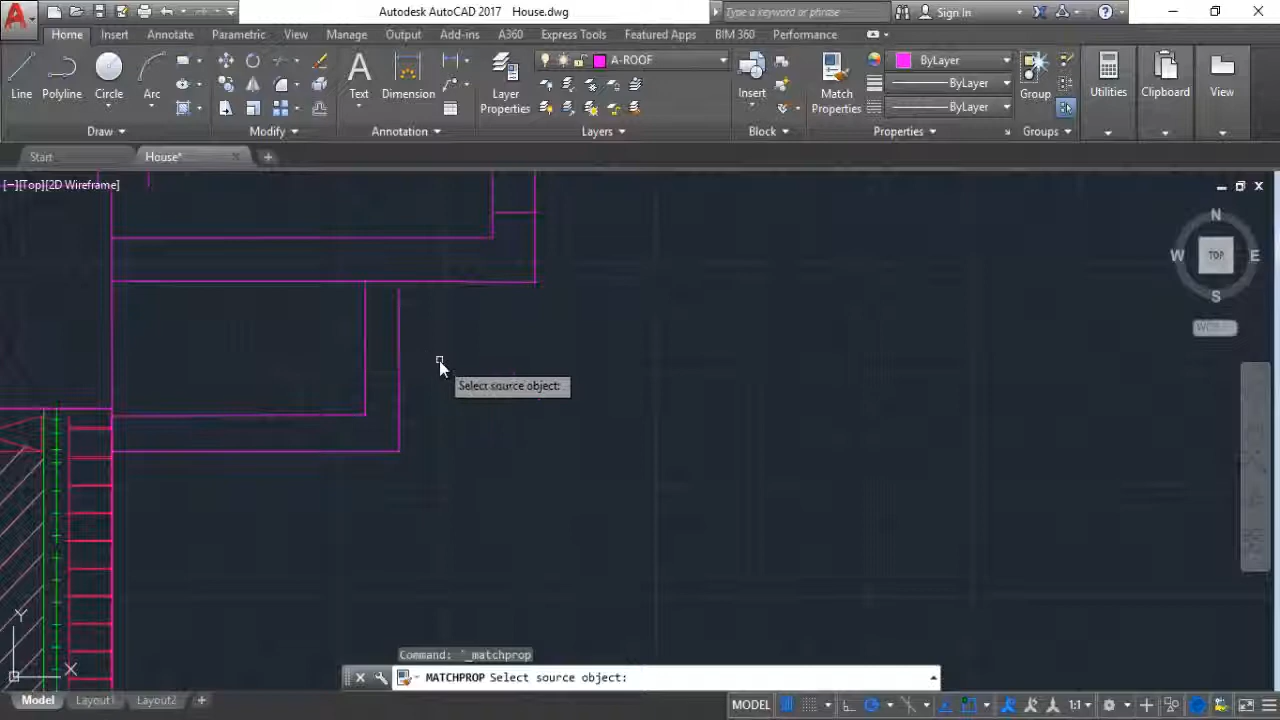 Autodesk AutoCAD 2017 House.dwg
Type a keyword or phrase
Sign In
Home Insert Annotate Parametric View Manage Output Add-ins A360 Express Tools Featured Apps BIM 360 Performance
A-ROOF
ByLayer
ByLayer
ByLayer
Line Polyline Circle Arc Text Dimension Layer Properties Insert Match Properties Group Utilities Clipboard View
Draw Modify Annotation Layers Block Properties Groups
Start House*
[−][Top][2D Wireframe]
N
W TOP E
S
Select source object:
Y
X
Command: '_matchprop
MATCHPROP Select source object:
Model Layout1 Layout2 +
MODEL 1:1